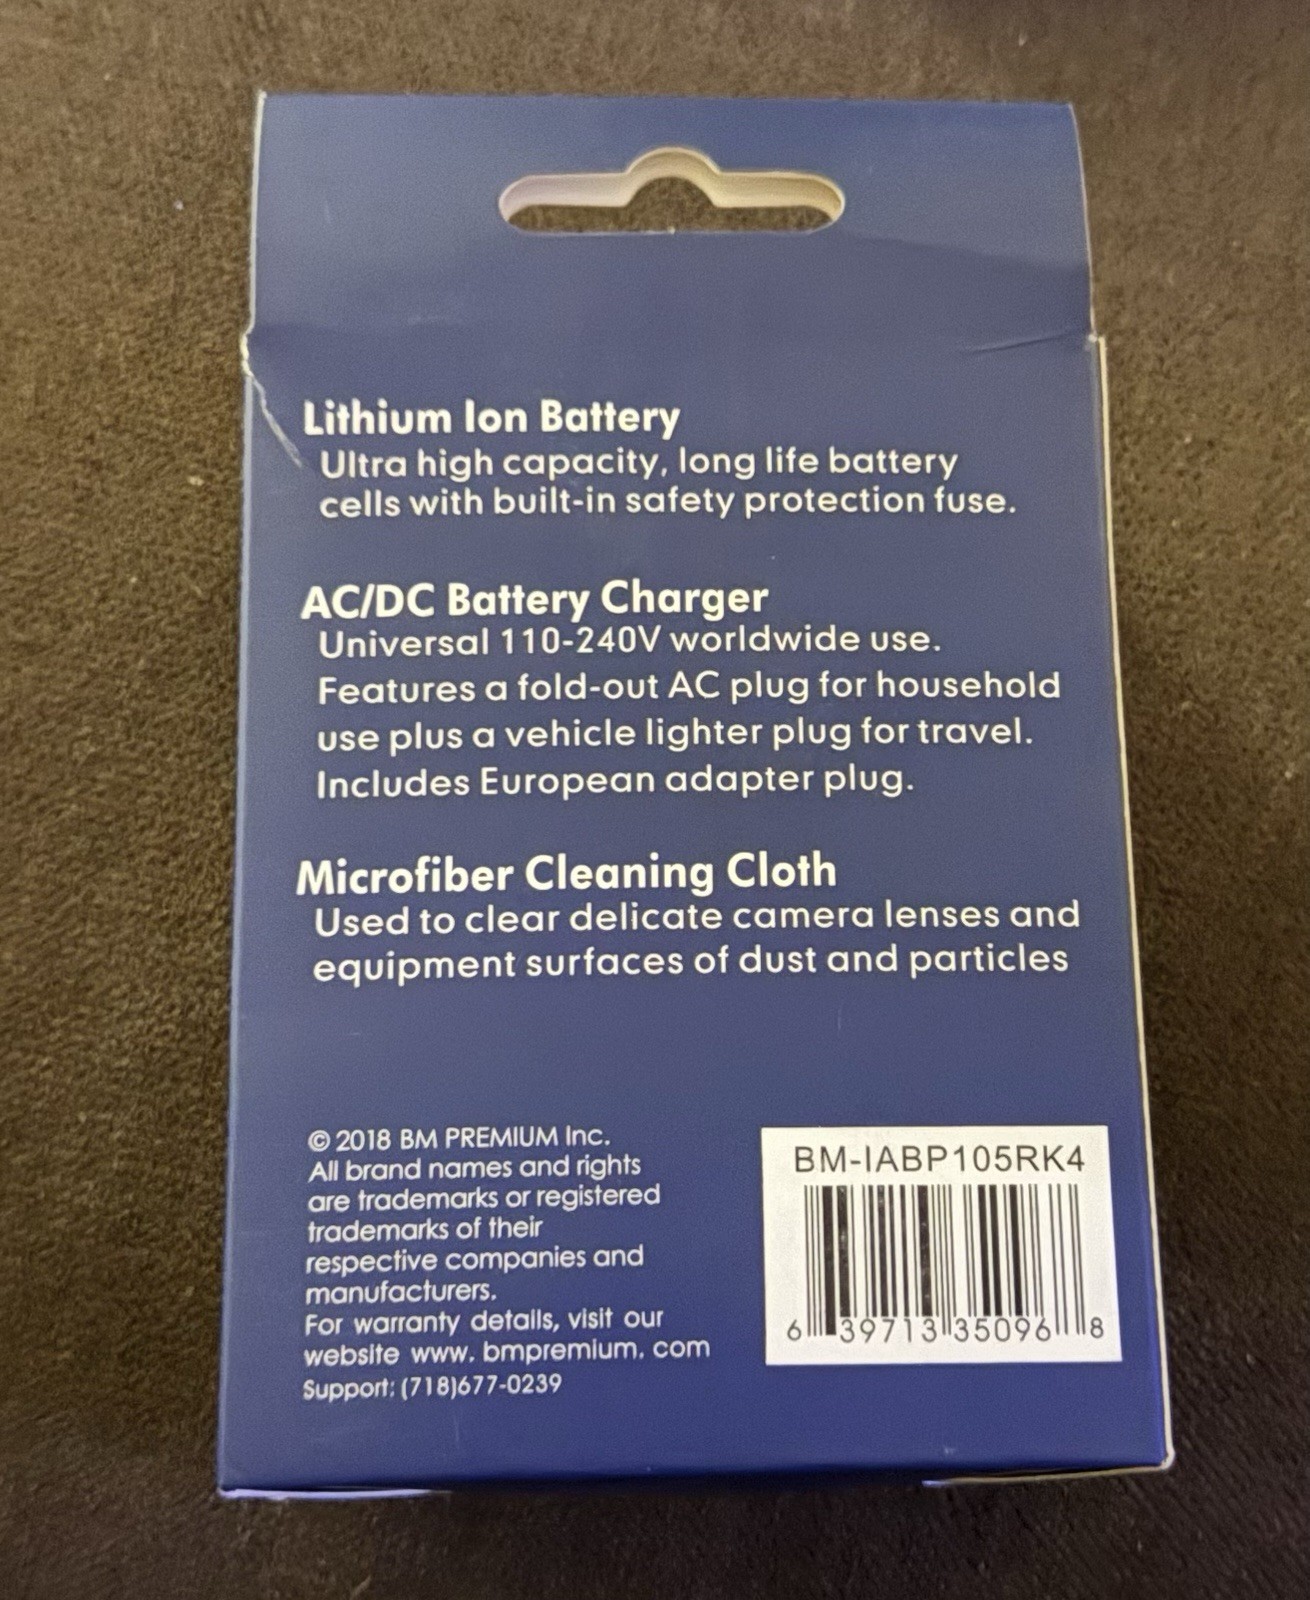 Lithium Ion Battery
Ultra high capacity, long life battery
cells with built-in safety protection fuse.
AC/DC Battery Charger
Universal 110-240V worldwide use.
Features a fold-out AC plug for household
use plus a vehicle lighter plug for travel.
Includes European adapter plug.
Microfiber Cleaning Cloth
Used to clear delicate camera lenses and
equipment surfaces of dust and particles
© 2018 BM PREMIUM Inc.
All brand names and rights
are trademarks or registered
trademarks of their
respective companies and
manufacturers.
For warranty details, visit our
website www. bmpremium. com
Support: (718)677-0239
BM-IABP105RK4
6 39713 35096 8